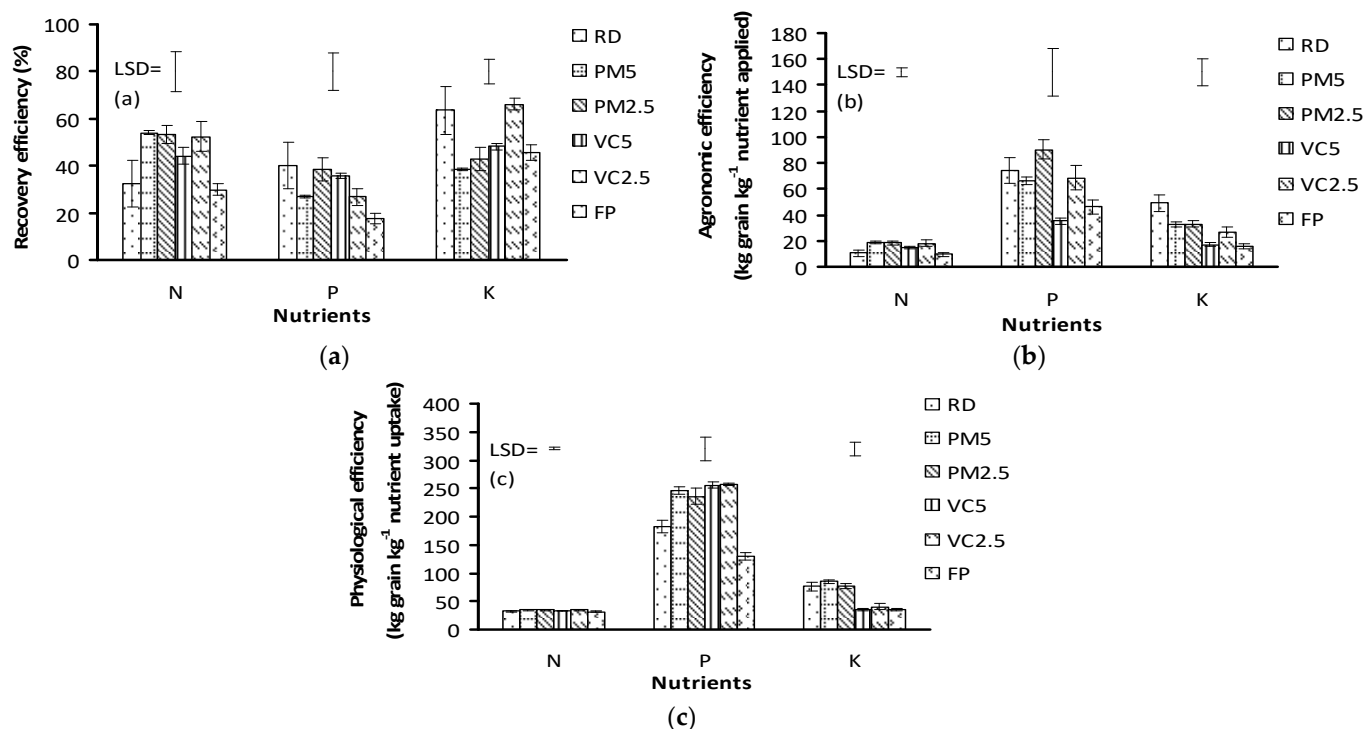 Recovery efficiency (%)
100
80
60
40
20
0
LSD=
(a)
N P K
Nutrients
RD
PM5
PM2.5
VC5
VC2.5
FP
(a)
Agronomic efficiency
(kg grain kg⁻¹ nutrient applied)
180
160
140
120
100
80
60
40
20
0
LSD=
(b)
N P K
Nutrients
RD
PM5
PM2.5
VC5
VC2.5
FP
(b)
Physiological efficiency
(kg grain kg⁻¹ nutrient uptake)
400
350
300
250
200
150
100
50
0
LSD=
(c)
N P K
Nutrients
RD
PM5
PM2.5
VC5
VC2.5
FP
(c)